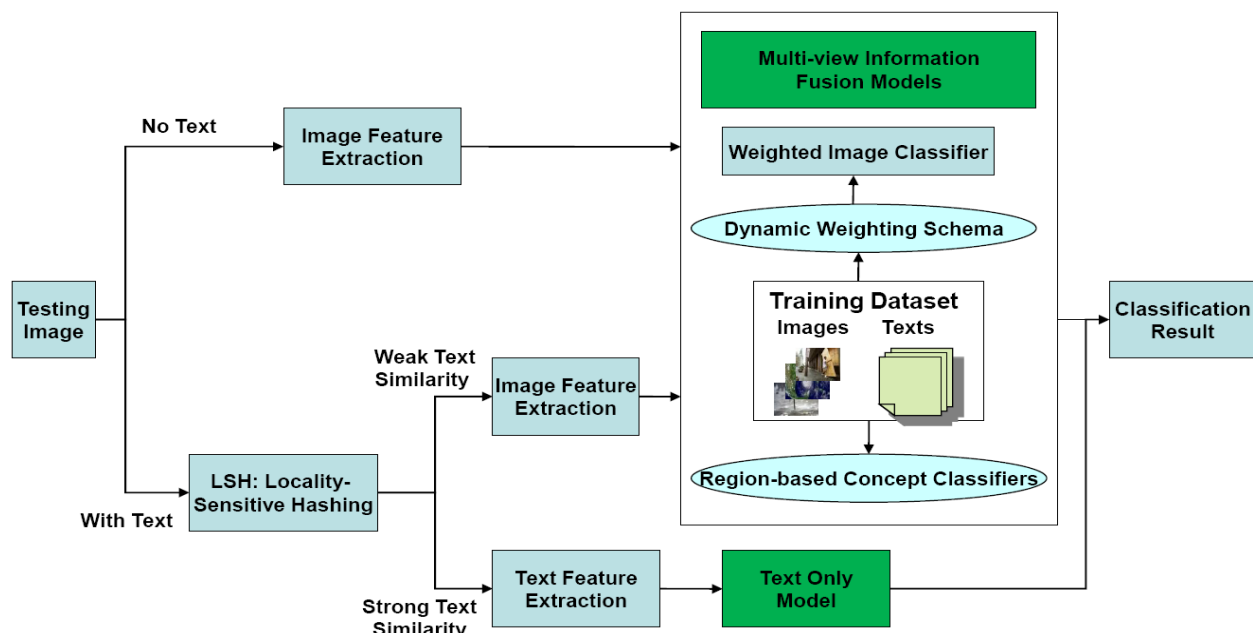 Multi-view Information
Fusion Models
No Text
Image Feature
Extraction
Weighted Image Classifier
Dynamic Weighting Schema
Testing
Image
Training Dataset
Images Texts
Classification
Result
Weak Text
Similarity
Image Feature
Extraction
LSH: Locality-
Sensitive Hashing
Region-based Concept Classifiers
With Text
Text Feature
Extraction
Text Only
Model
Strong Text
Similarity